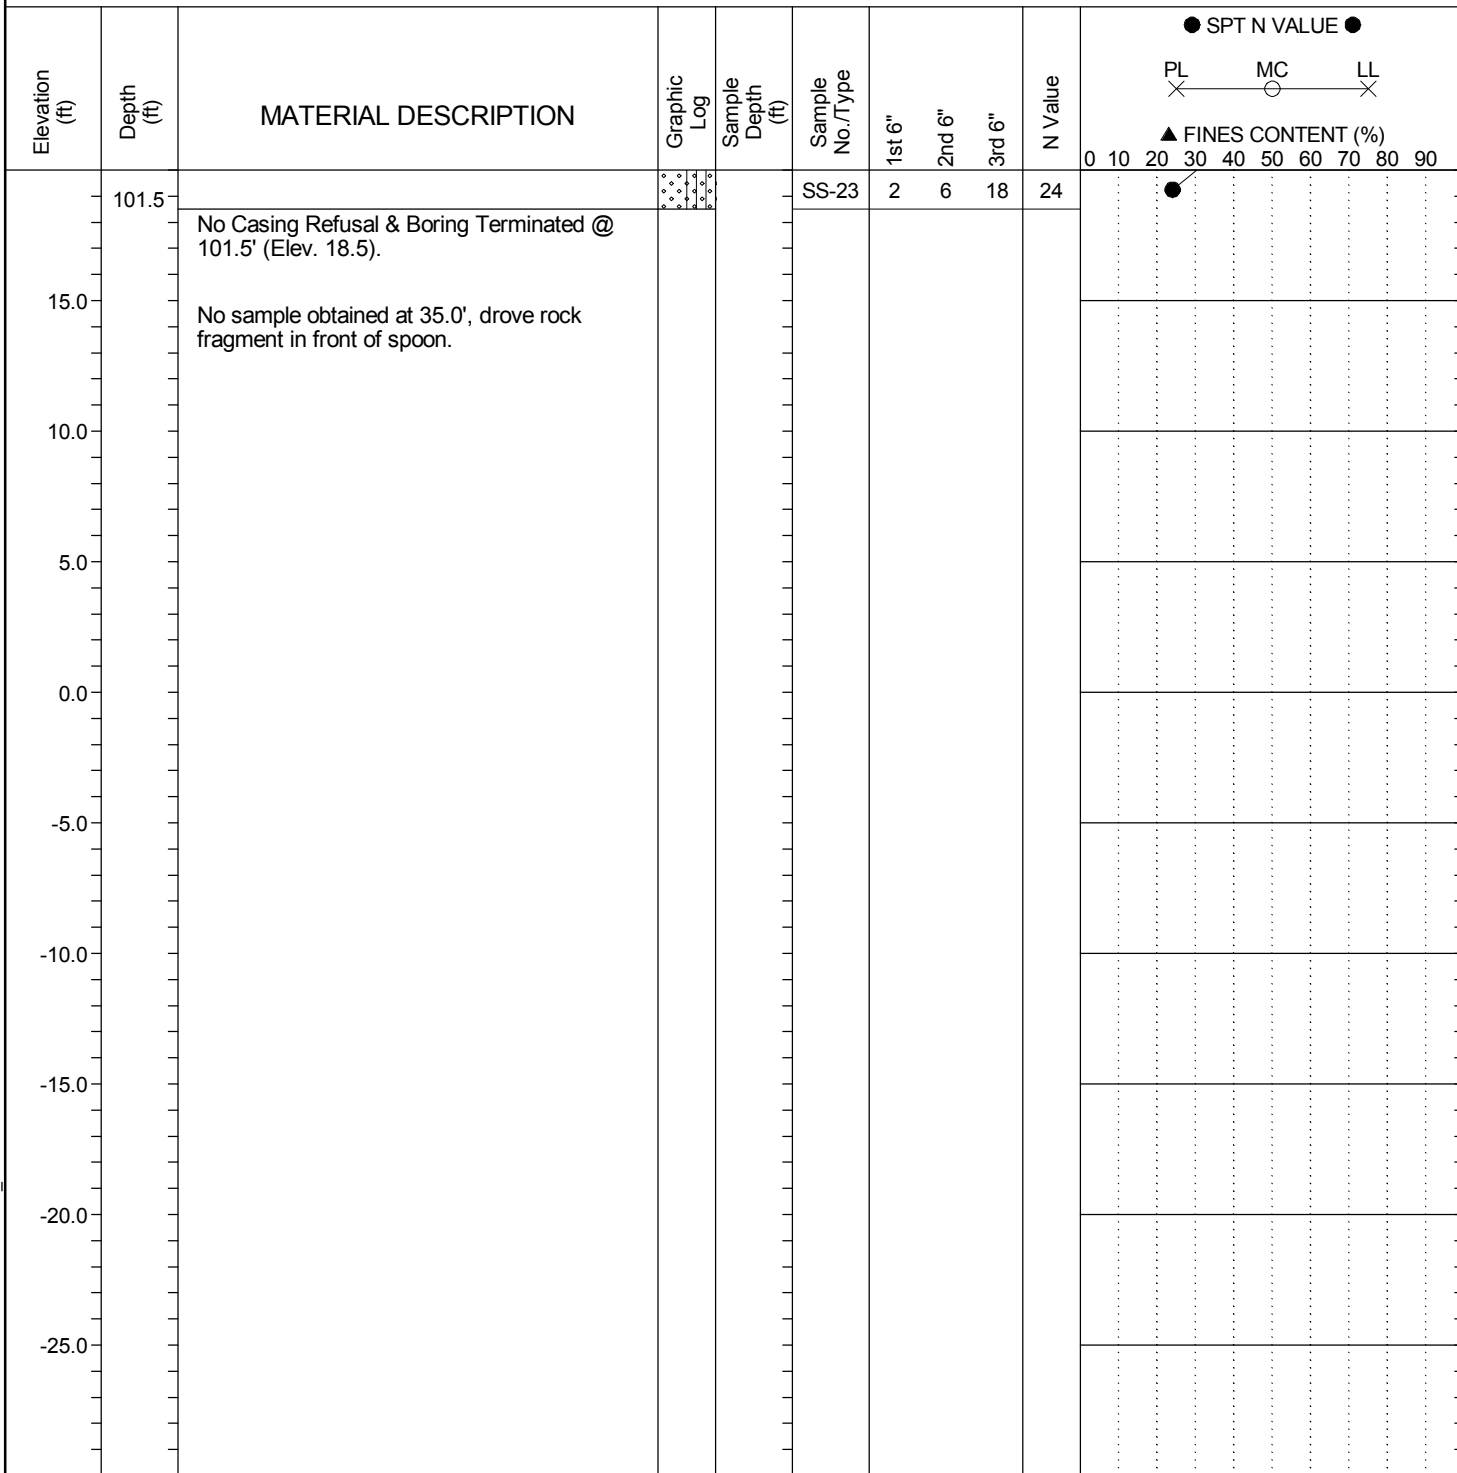 ● SPT N VALUE ●
PL MC LL
▲ FINES CONTENT (%)
Elevation
(ft)
Depth
(ft)
MATERIAL DESCRIPTION
Graphic
Log
Sample
Depth
(ft)
Sample
No./Type
1st 6"
2nd 6"
3rd 6"
N Value
0 10 20 30 40 50 60 70 80 90
101.5
SS-23 2 6 18 24
No Casing Refusal & Boring Terminated @
101.5' (Elev. 18.5).
15.0
No sample obtained at 35.0', drove rock
fragment in front of spoon.
10.0
5.0
0.0
-5.0
-10.0
-15.0
-20.0
-25.0